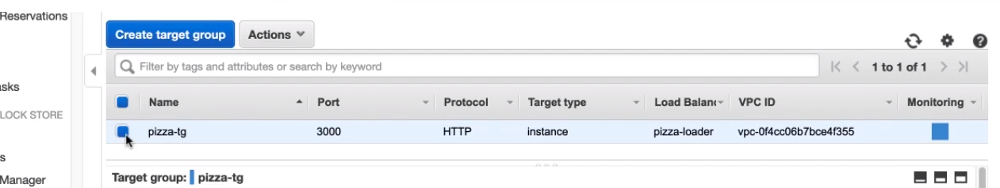 Reservations
Create target group Actions
Filter by tags and attributes or search by keyword 1 to 1 of 1
asks
Name Port Protocol Target type Load Balanc VPC ID Monitoring
LOCK STORE
pizza-tg 3000 HTTP instance pizza-loader vpc-0f4cc06b7bce4f355
s
Manager
Target group: pizza-tg